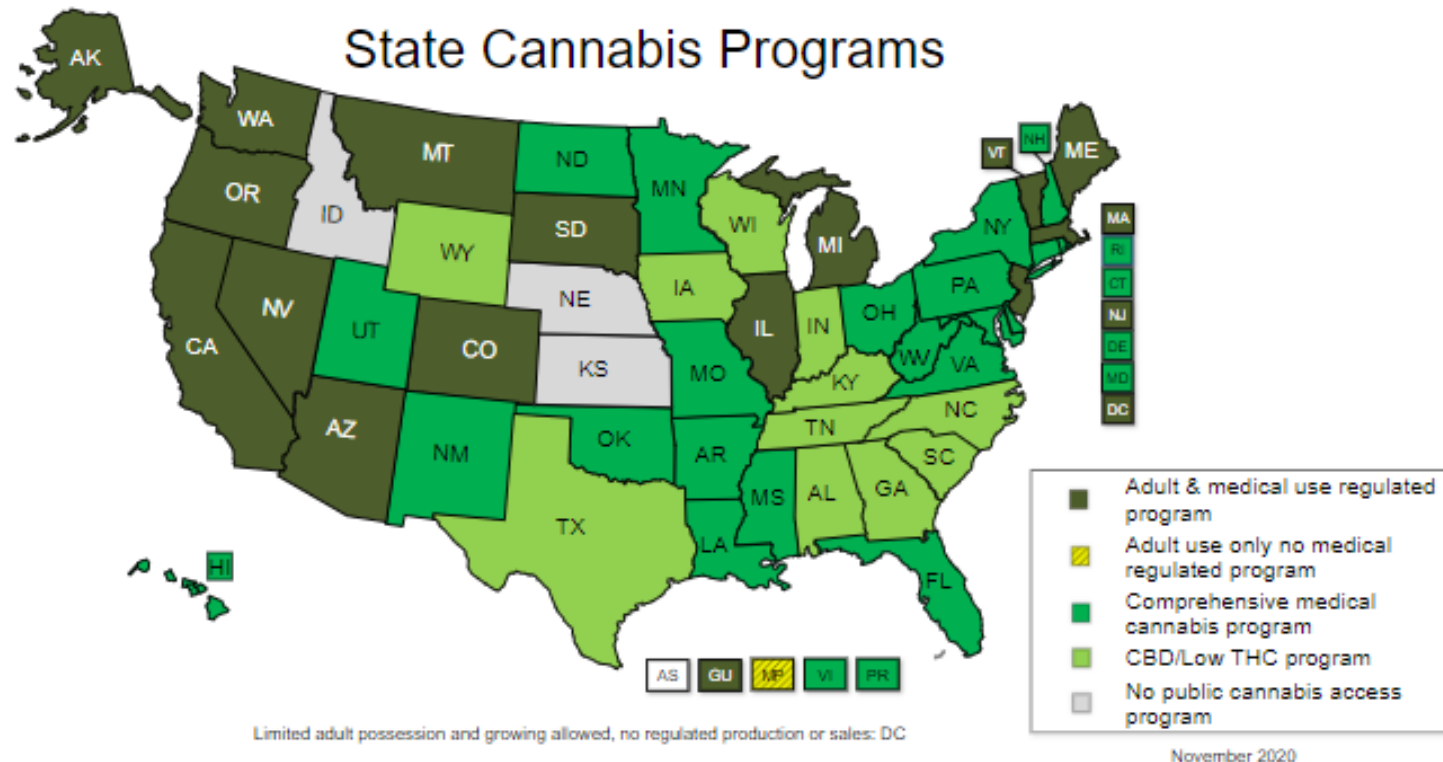 State Cannabis Programs
AK
WA
MT
ND
MN
VT
NH
ME
OR
ID
WY
SD
WI
MI
NY
MA
RI
CT
NJ
DE
MD
DC
NV
UT
CO
NE
IA
IL
IN
OH
PA
CA
KS
MO
KY
WV
VA
AZ
NM
OK
AR
TN
NC
SC
TX
LA
MS
AL
GA
FL
HI
AS
GU
MP
VI
PR
Adult & medical use regulated
program
Adult use only no medical
regulated program
Comprehensive medical
cannabis program
CBD/Low THC program
No public cannabis access
program
Limited adult possession and growing allowed, no regulated production or sales: DC
November 2020